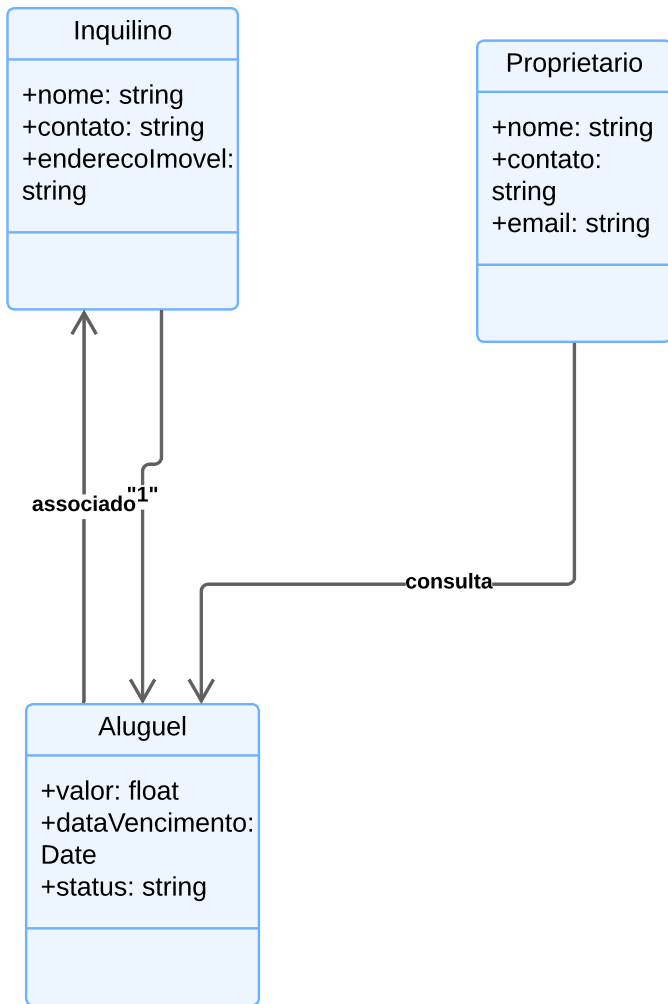 Inquilino
+nome: string
+contato: string
+enderecoImovel:
string
Proprietario
+nome: string
+contato:
string
+email: string
associado
"1"
consulta
Aluguel
+valor: float
+dataVencimento:
Date
+status: string